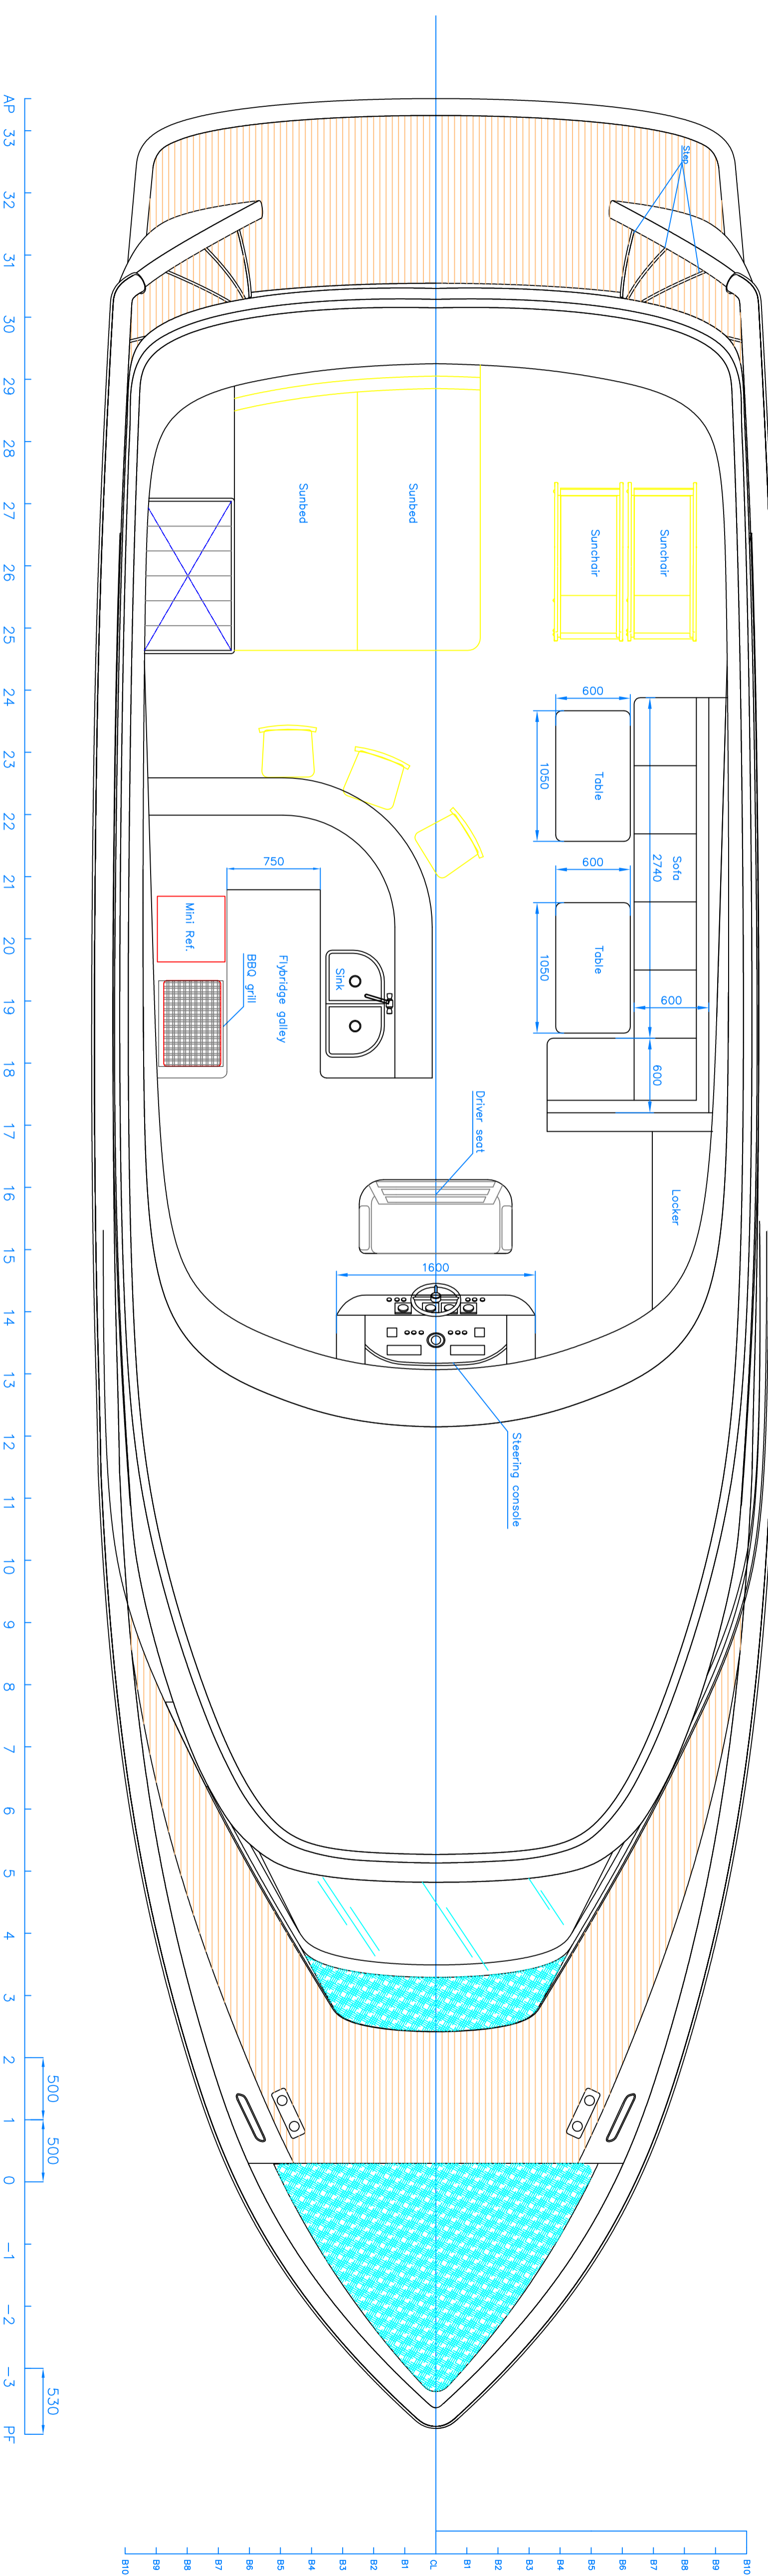 AP
33
32
31
30
29
28
27
26
25
24
23
22
21
20
19
18
17
16
15
14
13
12
11
10
9
8
7
6
5
4
3
2
1
0
-1
-2
-3
PF
500
500
530
Step
Sunbed
Sunbed
Sunchair
Sunchair
600
1050
Table
Sofa
2740
600
1050
Table
600
600
750
Mini Ref.
BBQ grill
Flybridge galley
Sink
Driver seat
Locker
1600
Steering console
B10
B9
B8
B7
B6
B5
B4
B3
B2
B1
CL
B1
B2
B3
B4
B5
B6
B7
B8
B9
B10